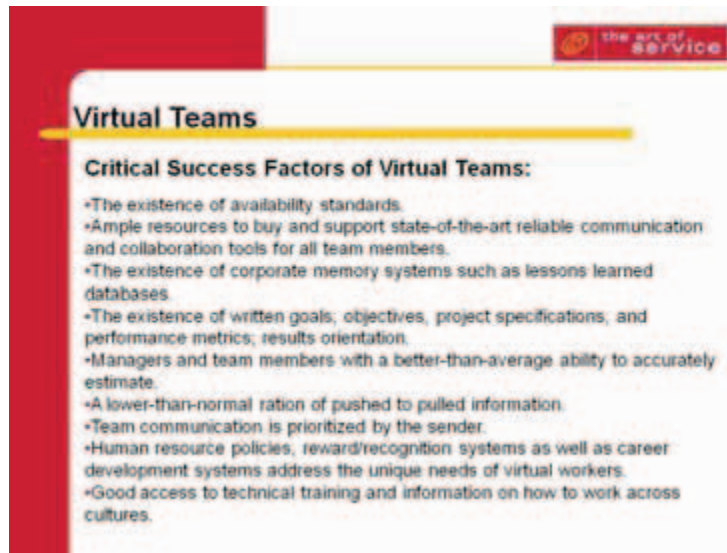 the art of
service
Virtual Teams
Critical Success Factors of Virtual Teams:
•The existence of availability standards.
•Ample resources to buy and support state-of-the-art reliable communication
and collaboration tools for all team members.
•The existence of corporate memory systems such as lessons learned
databases.
•The existence of written goals, objectives, project specifications, and
performance metrics; results orientation.
•Managers and team members with a better-than-average ability to accurately
estimate.
•A lower-than-normal ration of pushed to pulled information.
•Team communication is prioritized by the sender.
•Human resource policies, reward/recognition systems as well as career
development systems address the unique needs of virtual workers.
•Good access to technical training and information on how to work across
cultures.